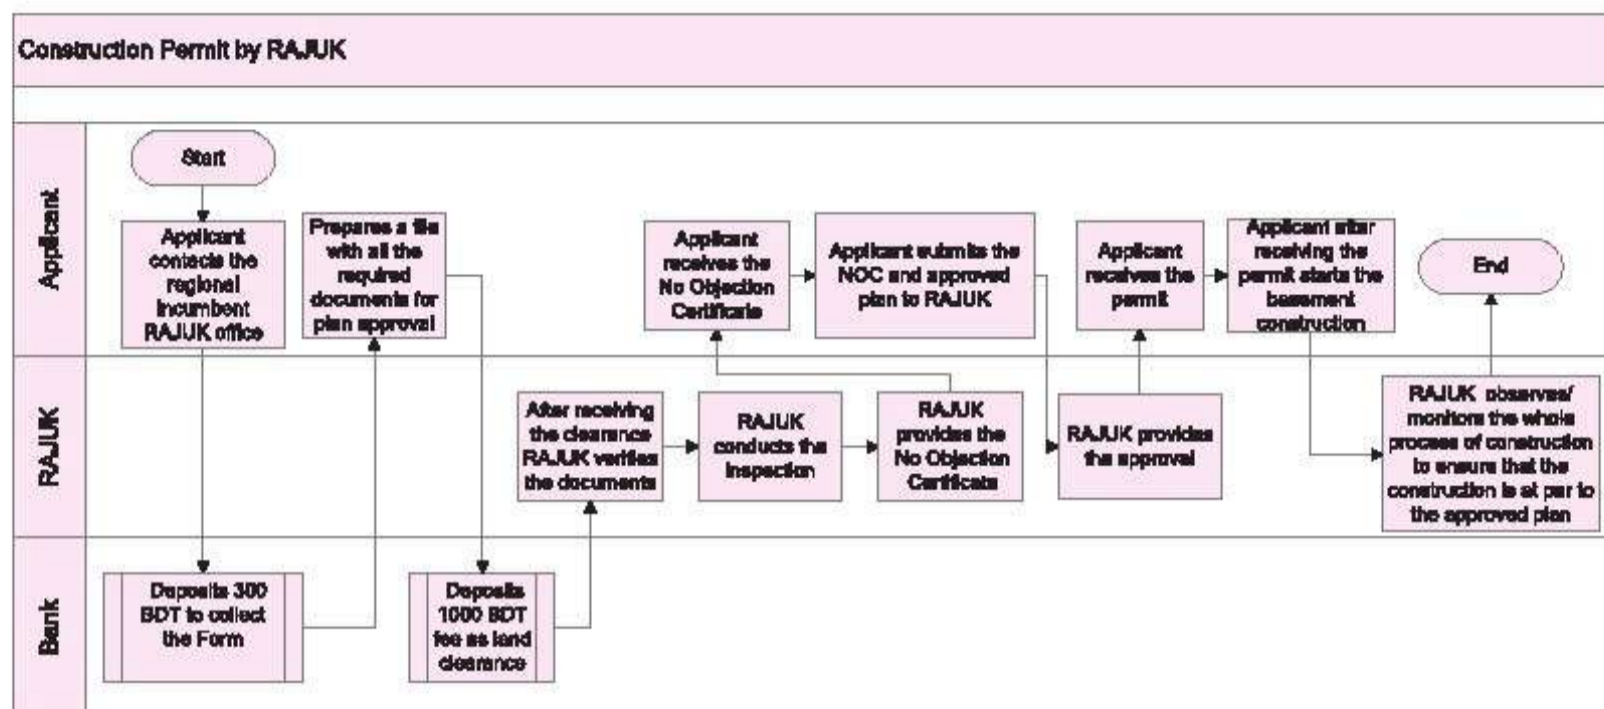 Construction Permit by RAJUK
Applicant
Start
Applicant
contacts the
regional
incumbent
RAJUK office
Prepares a file
with all the
required
documents for
plan approval
Applicant
receives the
No Objection
Certificate
Applicant submits the
NOC and approved
plan to RAJUK
Applicant
receives the
permit
Applicant after
receiving the
permit starts the
basement
construction
End
RAJUK
After receiving
the clearance
RAJUK verifies
the documents
RAJUK
conducts the
inspection
RAJUK
provides the
No Objection
Certificate
RAJUK provides
the approval
RAJUK observes/
monitors the whole
process of construction
to ensure that the
construction is at par to
the approved plan
Bank
Deposits 300
BDT to collect
the Form
Deposits
1000 BDT
fee as land
clearance